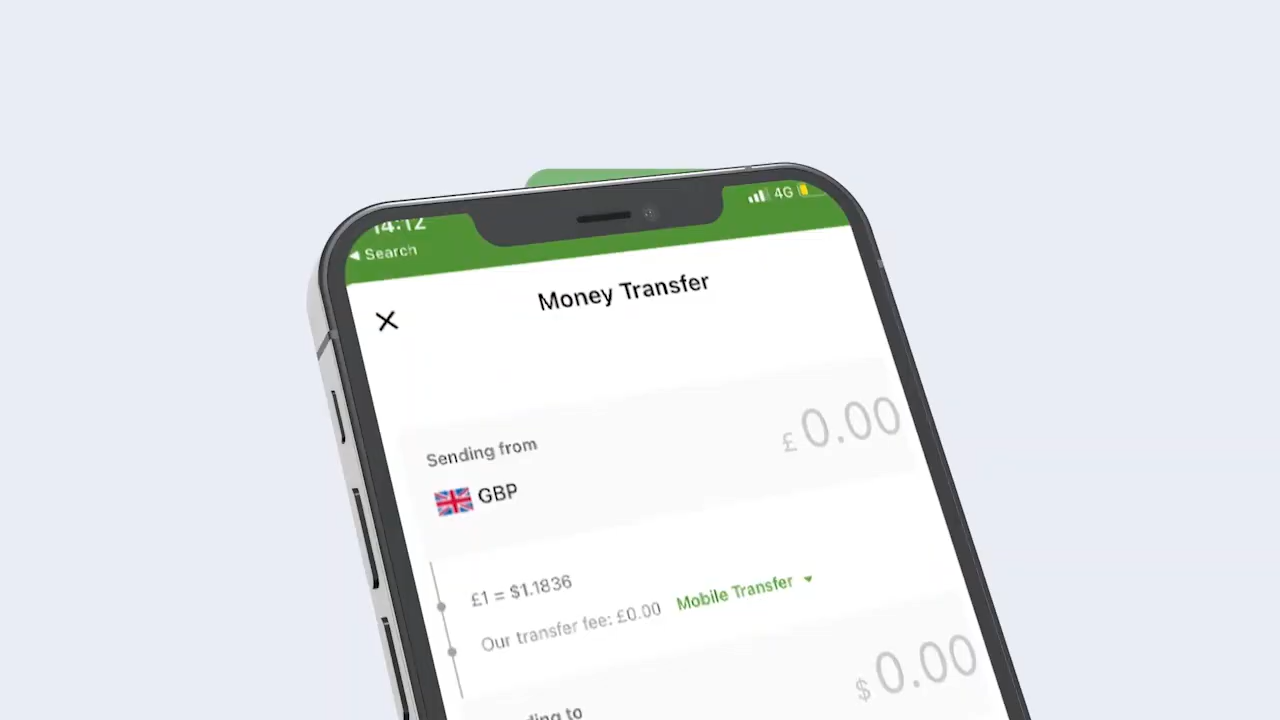 14:12
4G
◀ Search
Money Transfer
Sending from
£ 0.00
GBP
£1 = $1.1836
Our transfer fee: £0.00 Mobile Transfer
$ 0.00
to